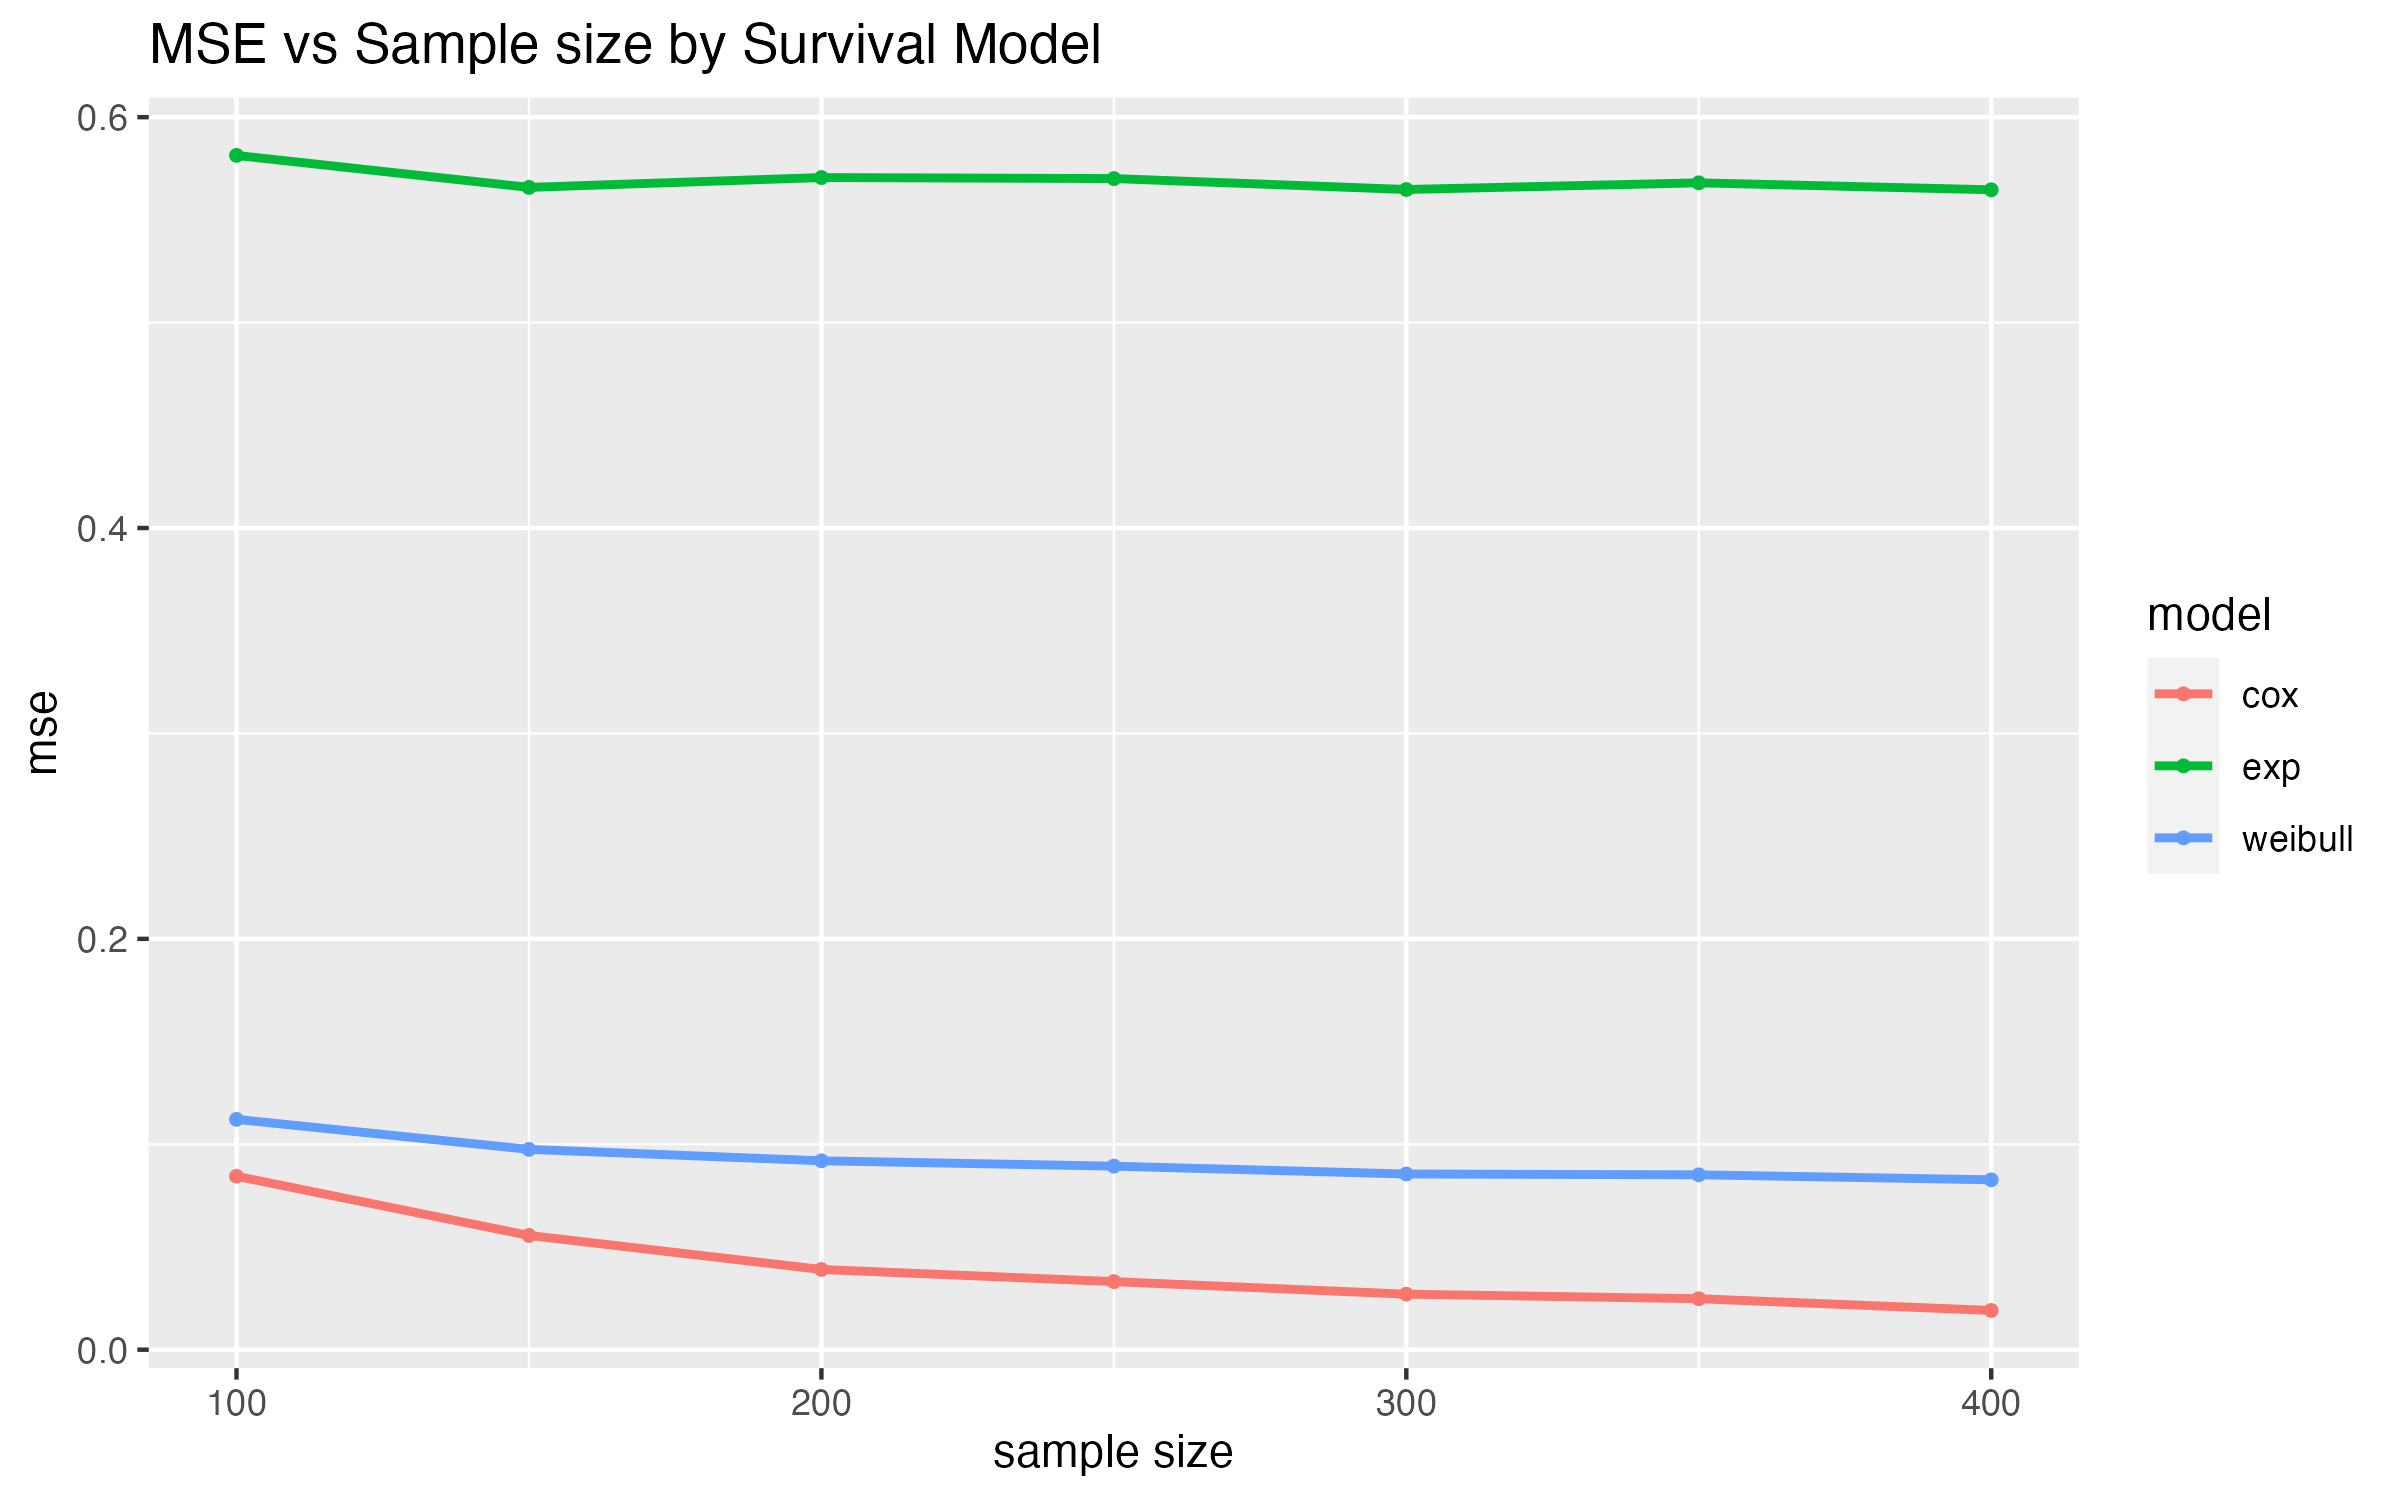 MSE vs Sample size by Survival Model
0.6
0.4
0.2
0.0
mse
100
200
300
400
sample size
model
cox
exp
weibull